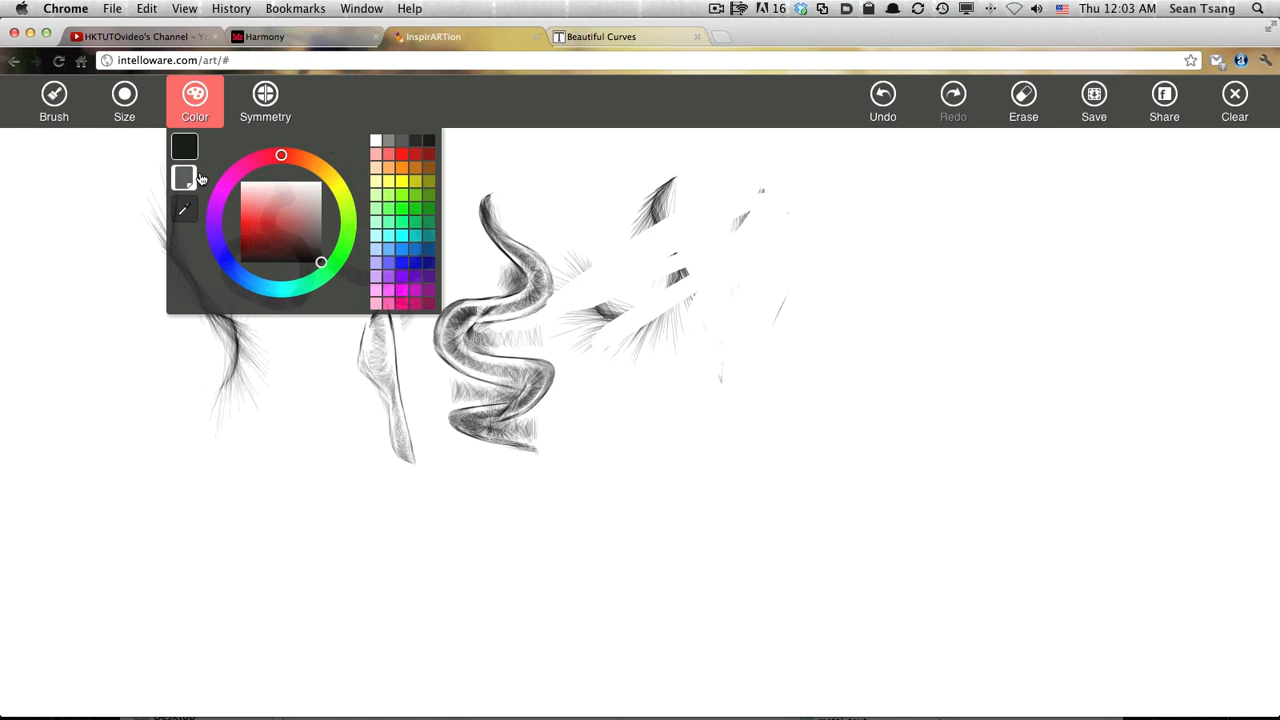 Chrome File Edit View History Bookmarks Window Help 16 Thu 12:03 AM Sean Tsang
HKTUTOvideo's Channel - Y
Mr Harmony
InspirARTion
T Beautiful Curves
intelloware.com/art/#
Brush
Size
Color
Symmetry
Undo
Redo
Erase
Save
Share
Clear